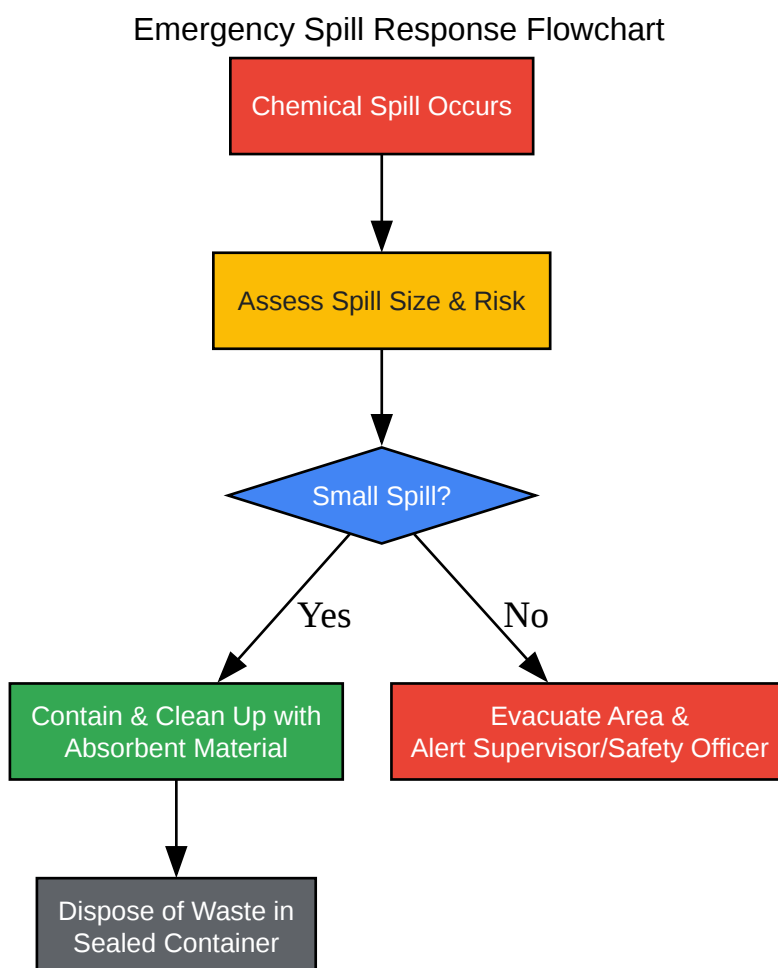 Emergency Spill Response Flowchart
Chemical Spill Occurs
Assess Spill Size & Risk
Small Spill?
Yes
No
Contain & Clean Up with
Absorbent Material
Evacuate Area &
Alert Supervisor/Safety Officer
Dispose of Waste in
Sealed Container